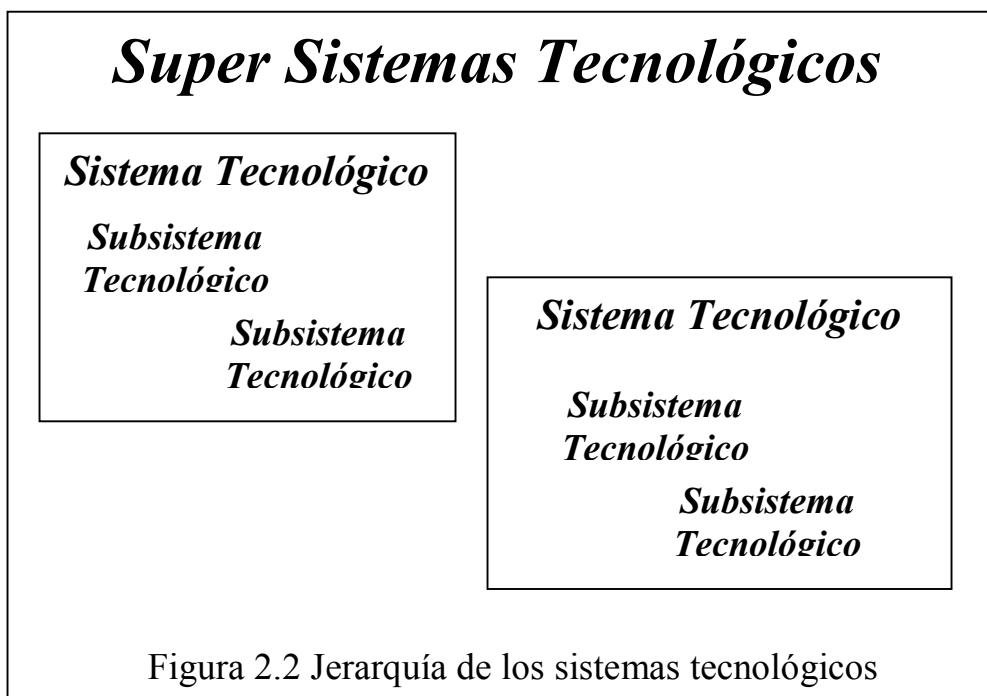 Super Sistemas Tecnológicos
Sistema Tecnológico
Subsistema
Tecnológico
Subsistema
Tecnológico
Sistema Tecnológico
Subsistema
Tecnológico
Subsistema
Tecnológico
Figura 2.2 Jerarquía de los sistemas tecnológicos